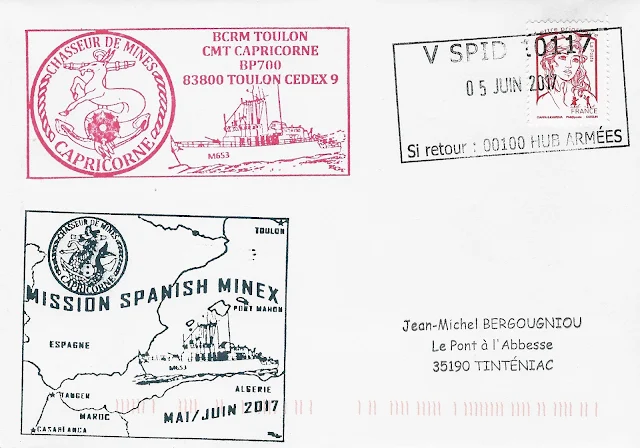 CHASSEUR DE MINES
CAPRICORNE
BCRM TOULON
CMT CAPRICORNE
BP700
83800 TOULON CEDEX 9
M653
V SPID 10117
05 JUIN 2017
FRANCE
Si retour : 00100 HUB ARMÉES
CHASSEUR DE MINES
CAPRICORNE
TOULON
MISSION SPANISH MINEX
PORT MAHON
ESPAGNE
M653
ALGERIE
TANGER
MAROC
MAI/JUIN 2017
CASABLANCA
Jean-Michel BERGOUGNIOU
Le Pont à l'Abbesse
35190 TINTÉNIAC